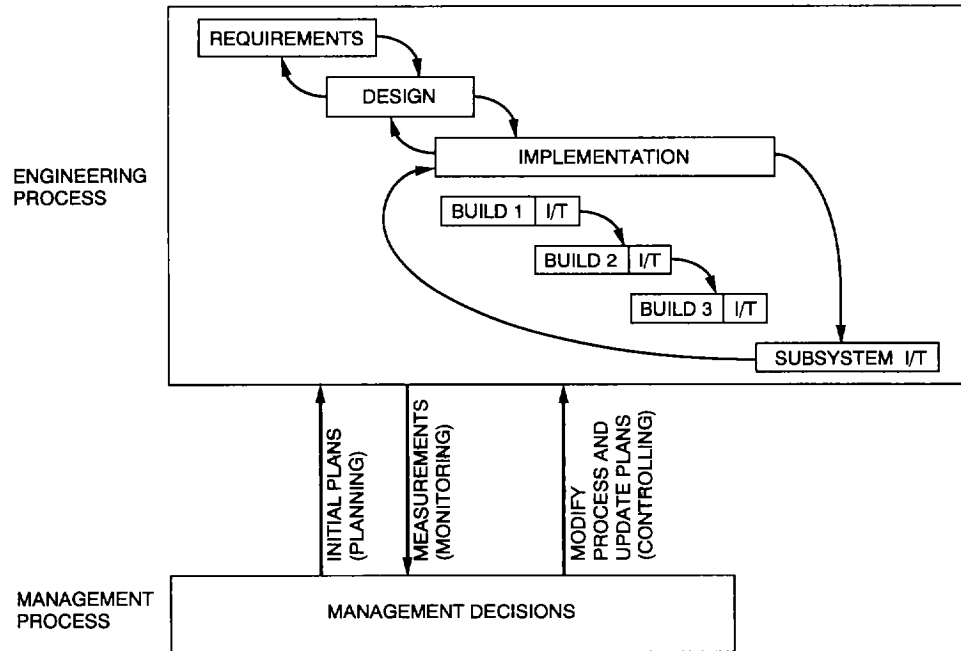 REQUIREMENTS
DESIGN
IMPLEMENTATION
ENGINEERING
PROCESS
BUILD 1 I/T
BUILD 2 I/T
BUILD 3 I/T
SUBSYSTEM I/T
INITIAL PLANS
(PLANNING)
MEASUREMENTS
(MONITORING)
MODIFY
PROCESS AND
UPDATE PLANS
(CONTROLLING)
MANAGEMENT
PROCESS
MANAGEMENT DECISIONS